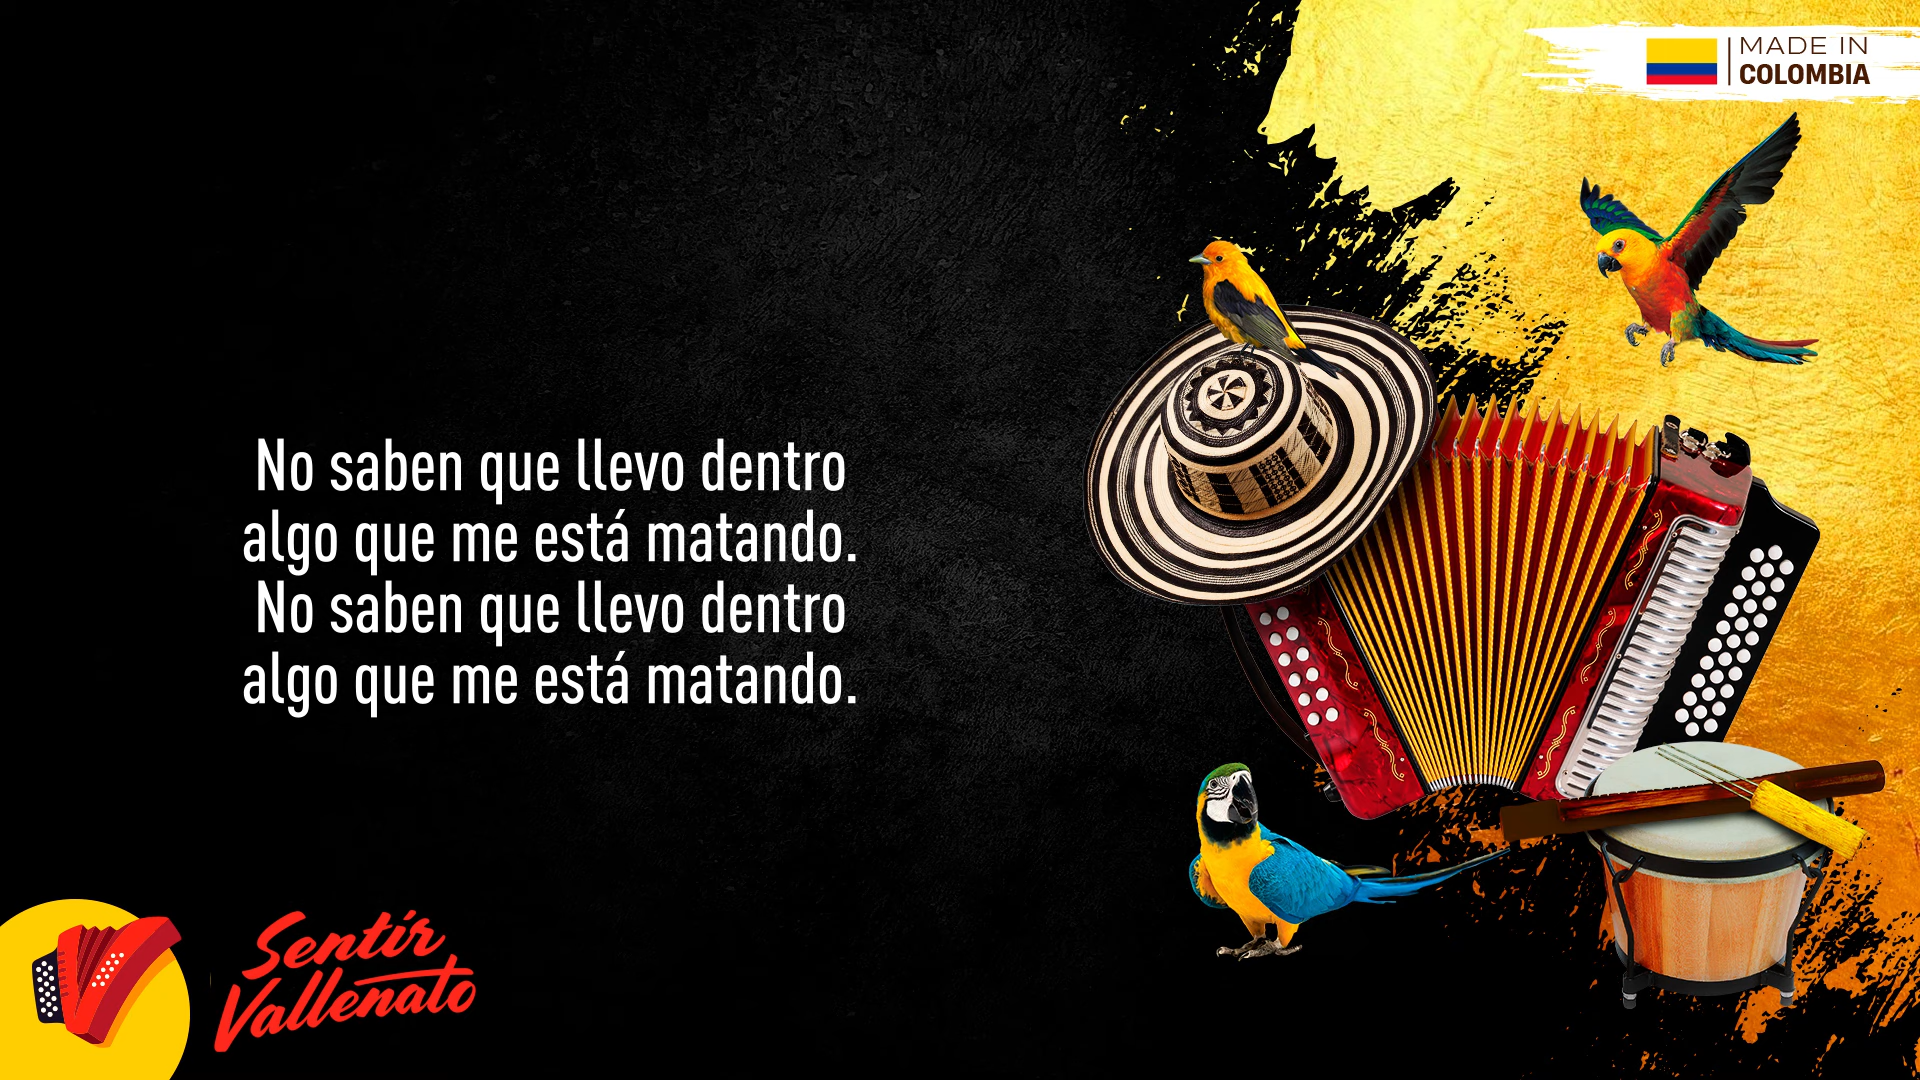 MADE IN
COLOMBIA
No saben que llevo dentro
algo que me está matando.
No saben que llevo dentro
algo que me está matando.
Sentir
Vallenato